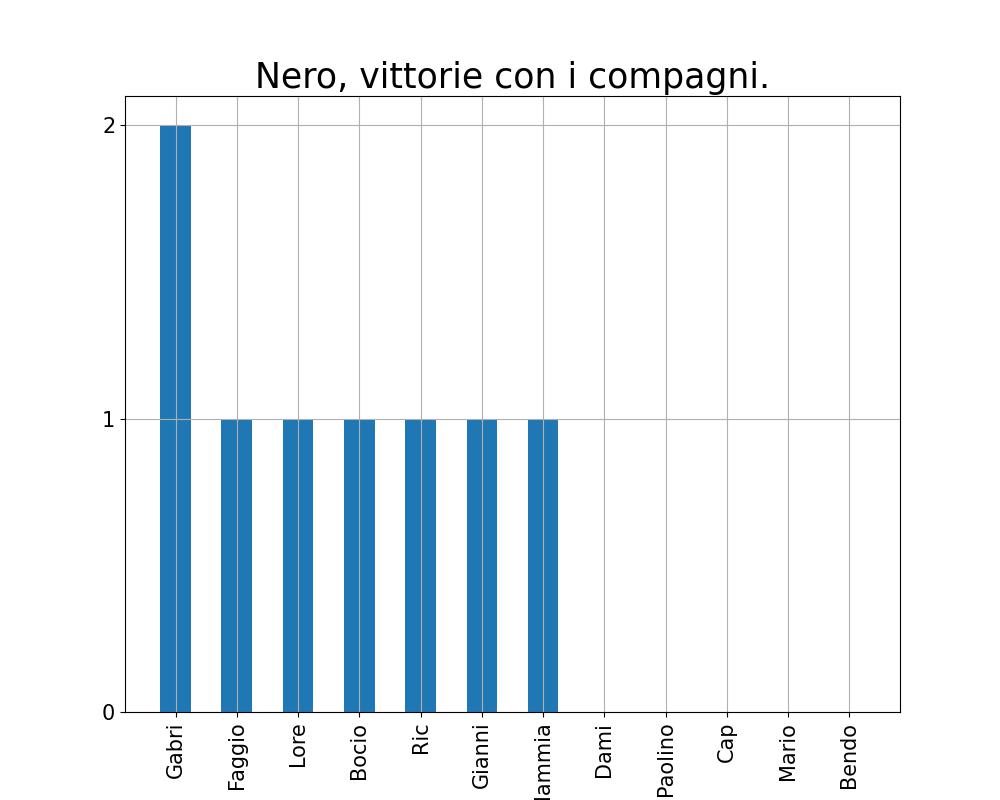 Nero, vittorie con i compagni.
2
1
0
Gabri
Faggio
Lore
Bocio
Ric
Gianni
Dami
Paolino
Cap
Mario
Bendo